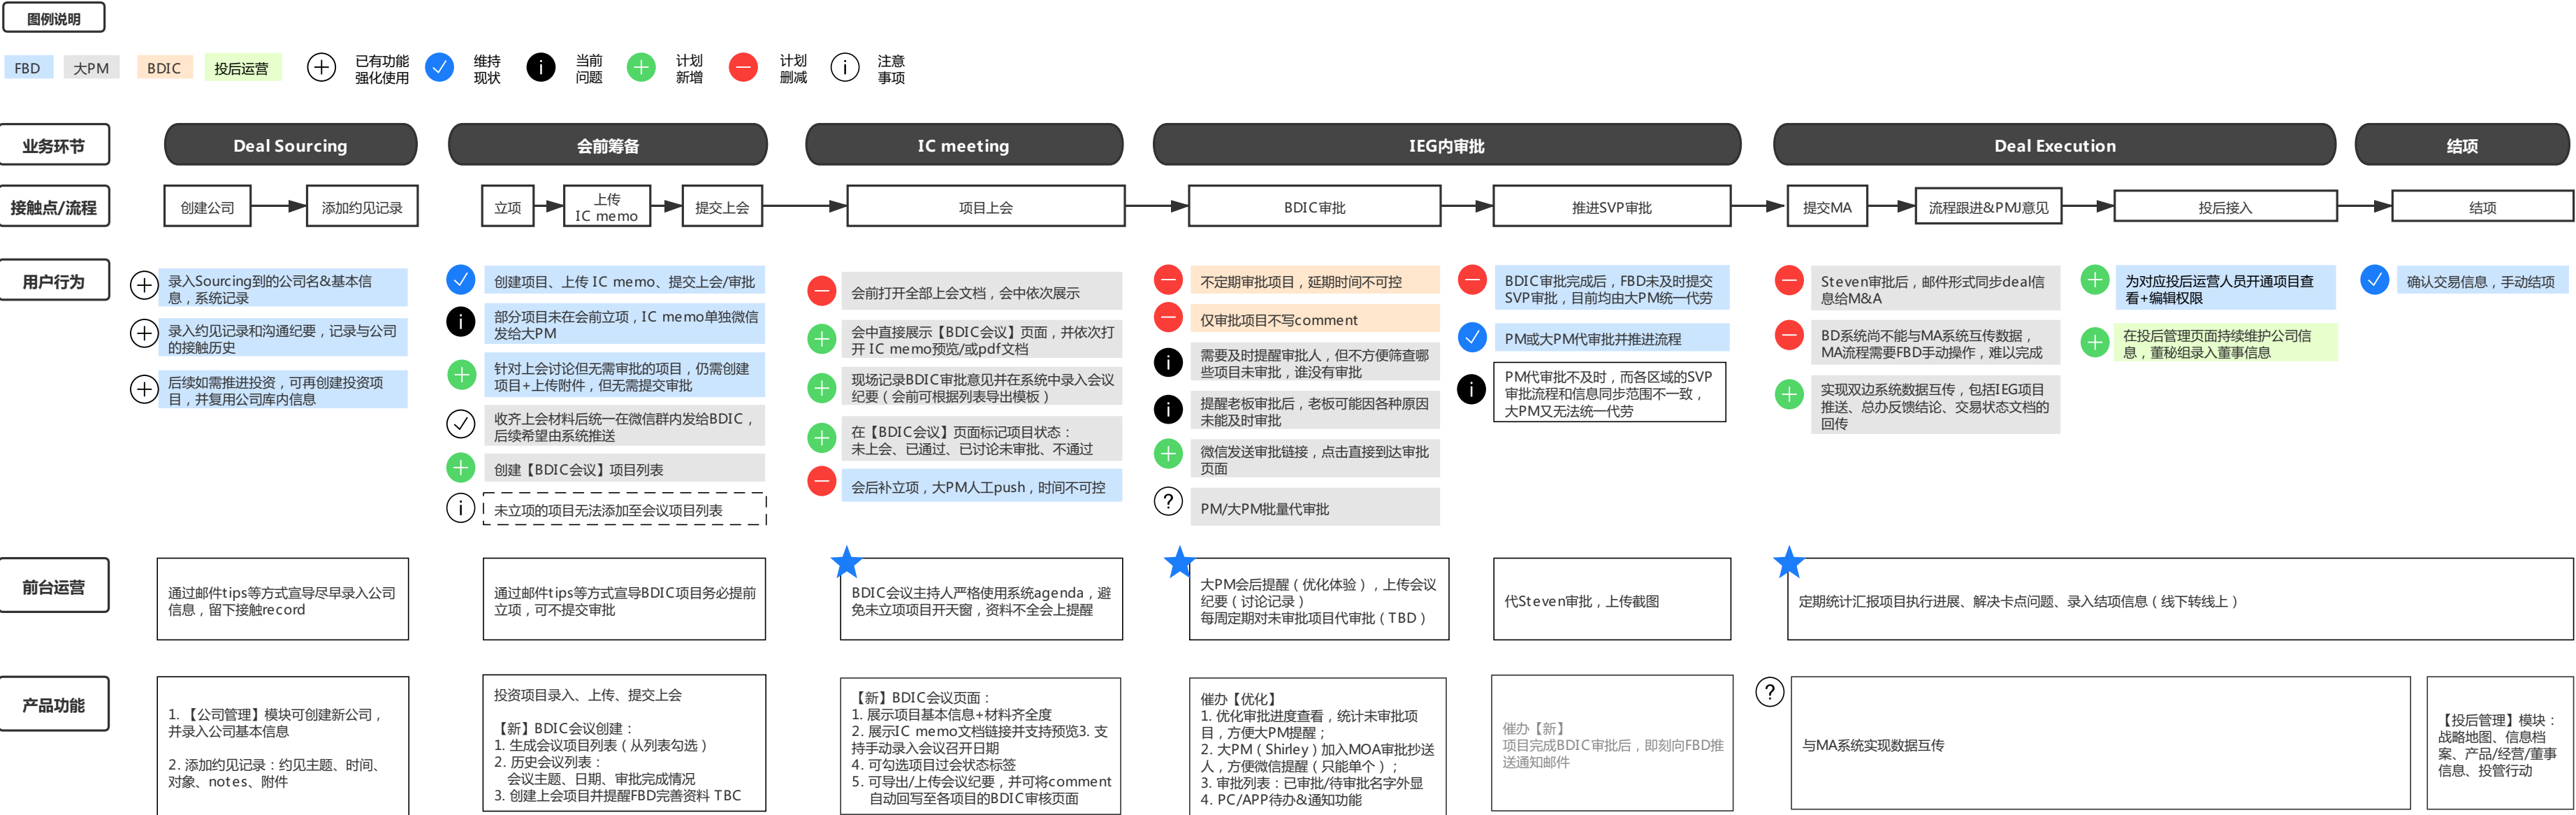 图例说明
FBD
大PM
BDIC
投后运营
已有功能
强化使用
维持
现状
当前
问题
计划
新增
计划
删减
注意
事项
业务环节
Deal Sourcing
会前筹备
IC meeting
IEG内审批
Deal Execution
结项
接触点/流程
创建公司
添加约见记录
立项
上传
IC memo
提交上会
项目上会
BDIC审批
推进SVP审批
提交MA
流程跟进&PMJ意见
投后接入
结项
用户行为
录入Sourcing到的公司名&基本信
息，系统记录
录入约见记录和沟通纪要，记录与公司
的接触历史
后续如需推进投资，可再创建投资项
目，并复用公司库内信息
创建项目、上传 IC memo、提交上会/审批
部分项目未在会前立项，IC memo单独微信
发给大PM
针对上会讨论但无需审批的项目，仍需创建
项目+上传附件，但无需提交审批
收齐上会材料后统一在微信群内发给BDIC，
后续希望由系统推送
创建【BDIC会议】项目列表
未立项的项目无法添加至会议项目列表
会前打开全部上会文档，会中依次展示
会中直接展示【BDIC会议】页面，并依次打
开 IC memo预览/或pdf文档
现场记录BDIC审批意见并在系统中录入会议
纪要（会前可根据列表导出模板）
在【BDIC会议】页面标记项目状态：
未上会、已通过、已讨论未审批、不通过
会后补立项，大PM人工push，时间不可控
不定期审批项目，延期时间不可控
仅审批项目不写comment
需要及时提醒审批人，但不方便筛查哪
些项目未审批，谁没有审批
提醒老板审批后，老板可能因各种原因
未能及时审批
微信发送审批链接，点击直接到达审批
页面
PM/大PM批量代审批
BDIC审批完成后，FBD未及时提交
SVP审批，目前均由大PM统一代劳
PM或大PM代审批并推进流程
PM代审批不及时，而各区域的SVP
审批流程和信息同步范围不一致，
大PM又无法统一代劳
Steven审批后，邮件形式同步deal信
息给M&A
BD系统尚不能与MA系统互传数据，
MA流程需要FBD手动操作，难以完成
实现双边系统数据互传，包括IEG项目
推送、总办反馈结论、交易状态文档的
回传
为对应投后运营人员开通项目查
看+编辑权限
在投后管理页面持续维护公司信
息，董秘组录入董事信息
确认交易信息，手动结项
前台运营
通过邮件tips等方式宣导尽早录入公司
信息，留下接触record
通过邮件tips等方式宣导BDIC项目务必提前
立项，可不提交审批
BDIC会议主持人严格使用系统agenda，避
免未立项项目开天窗，资料不全会上提醒
大PM会后提醒（优化体验），上传会议
纪要（讨论记录）
每周定期对未审批项目代审批（TBD）
代Steven审批，上传截图
定期统计汇报项目执行进展、解决卡点问题、录入结项信息（线下转线上）
产品功能
1. 【公司管理】模块可创建新公司，
并录入公司基本信息
2. 添加约见记录：约见主题、时间、
对象、notes、附件
投资项目录入、上传、提交上会
【新】BDIC会议创建：
1. 生成会议项目列表（从列表勾选）
2. 历史会议列表：
会议主题、日期、审批完成情况
3. 创建上会项目并提醒FBD完善资料 TBC
【新】BDIC会议页面：
1. 展示项目基本信息+材料齐全度
2. 展示IC memo文档链接并支持预览3. 支
持手动录入会议召开日期
4. 可勾选项目过会状态标签
5. 可导出/上传会议纪要，并可将comment
自动回写至各项目的BDIC审核页面
催办【优化】
1. 优化审批进度查看，统计未审批项
目，方便大PM提醒；
2. 大PM（Shirley）加入MOA审批抄送
人，方便微信提醒（只能单个）；
3. 审批列表：已审批/待审批名字外显
4. PC/APP待办&通知功能
催办【新】
项目完成BDIC审批后，即刻向FBD推
送通知邮件
与MA系统实现数据互传
【投后管理】模块：
战略地图、信息档
案、产品/经营/董事
信息、投管行动